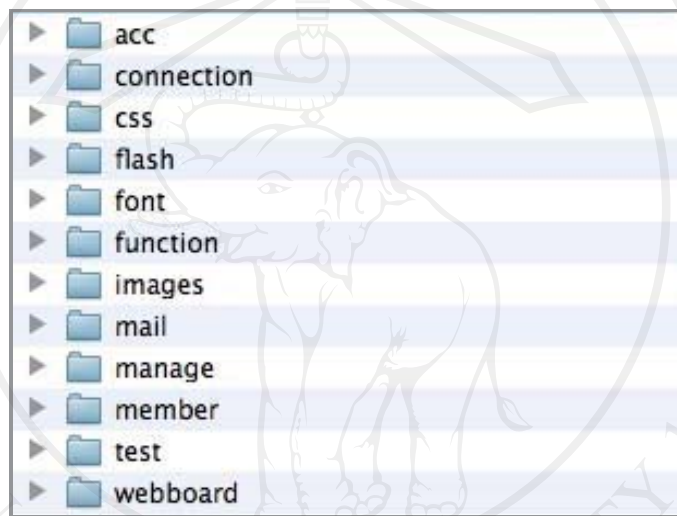 acc
connection
css
flash
font
function
images
mail
manage
member
test
webboard